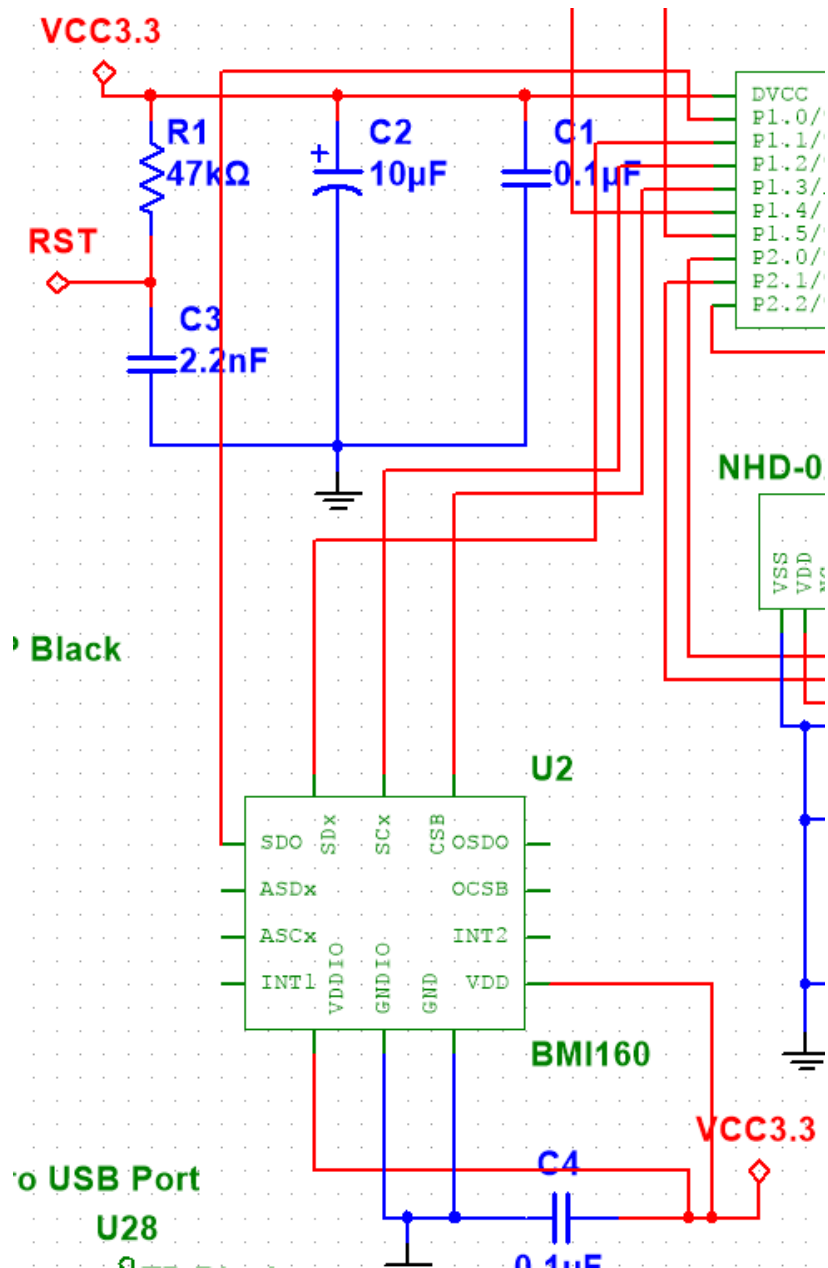 VCC3.3
R1
47kΩ
C2
10µF
C1
0.1µF
RST
C3
2.2nF
DVCC
P1.0/
P1.1/
P1.2/
P1.3/
P1.4/
P1.5/
P2.0/
P2.1/
P2.2/
NHD-0
VSS
VDD
Black
U2
SDO
SDx
SCx
CSB
OSDO
ASDx
OCSB
ASCx
INT2
INT1
VDDIO
GNDIO
GND
VDD
BMI160
VCC3.3
C4
0.1µF
o USB Port
U28